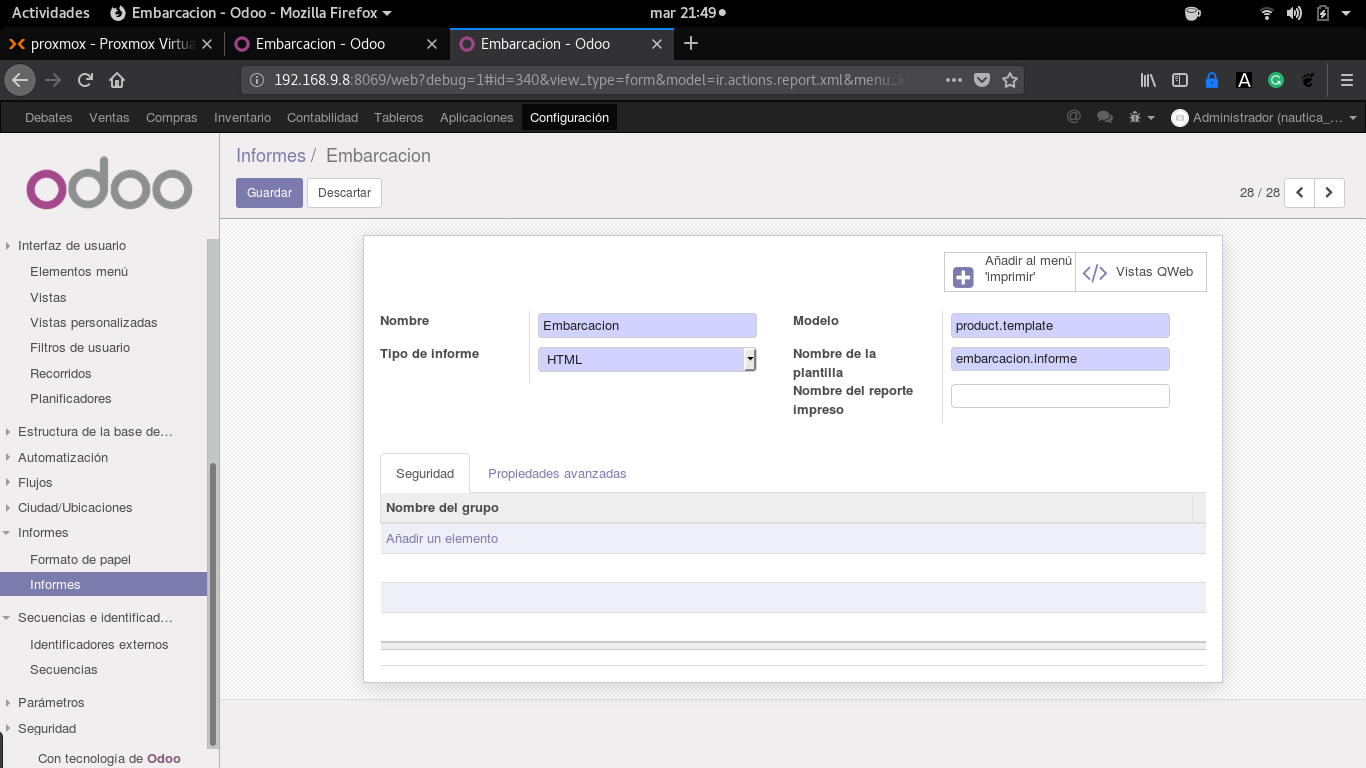 Actividades
Embarcacion - Odoo - Mozilla Firefox
mar 21:49
proxmox - Proxmox Virtua
Embarcacion - Odoo
Embarcacion - Odoo
192.168.9.8:8069/web?debug=1#id=340&view_type=form&model=ir.actions.report.xml&menu_id
Debates Ventas Compras Inventario Contabilidad Tableros Aplicaciones Configuración
Administrador (nautica_…
odoo
Informes / Embarcacion
Guardar Descartar
28 / 28
Interfaz de usuario
Elementos menú
Vistas
Vistas personalizadas
Filtros de usuario
Recorridos
Planificadores
Estructura de la base de…
Automatización
Flujos
Ciudad/Ubicaciones
Informes
Formato de papel
Informes
Secuencias e identificad…
Identificadores externos
Secuencias
Parámetros
Seguridad
Con tecnología de Odoo
Añadir al menú
'imprimir'
Vistas QWeb
Nombre
Embarcacion
Tipo de informe
HTML
Modelo
product.template
Nombre de la
plantilla
embarcacion.informe
Nombre del reporte
impreso
Seguridad
Propiedades avanzadas
Nombre del grupo
Añadir un elemento